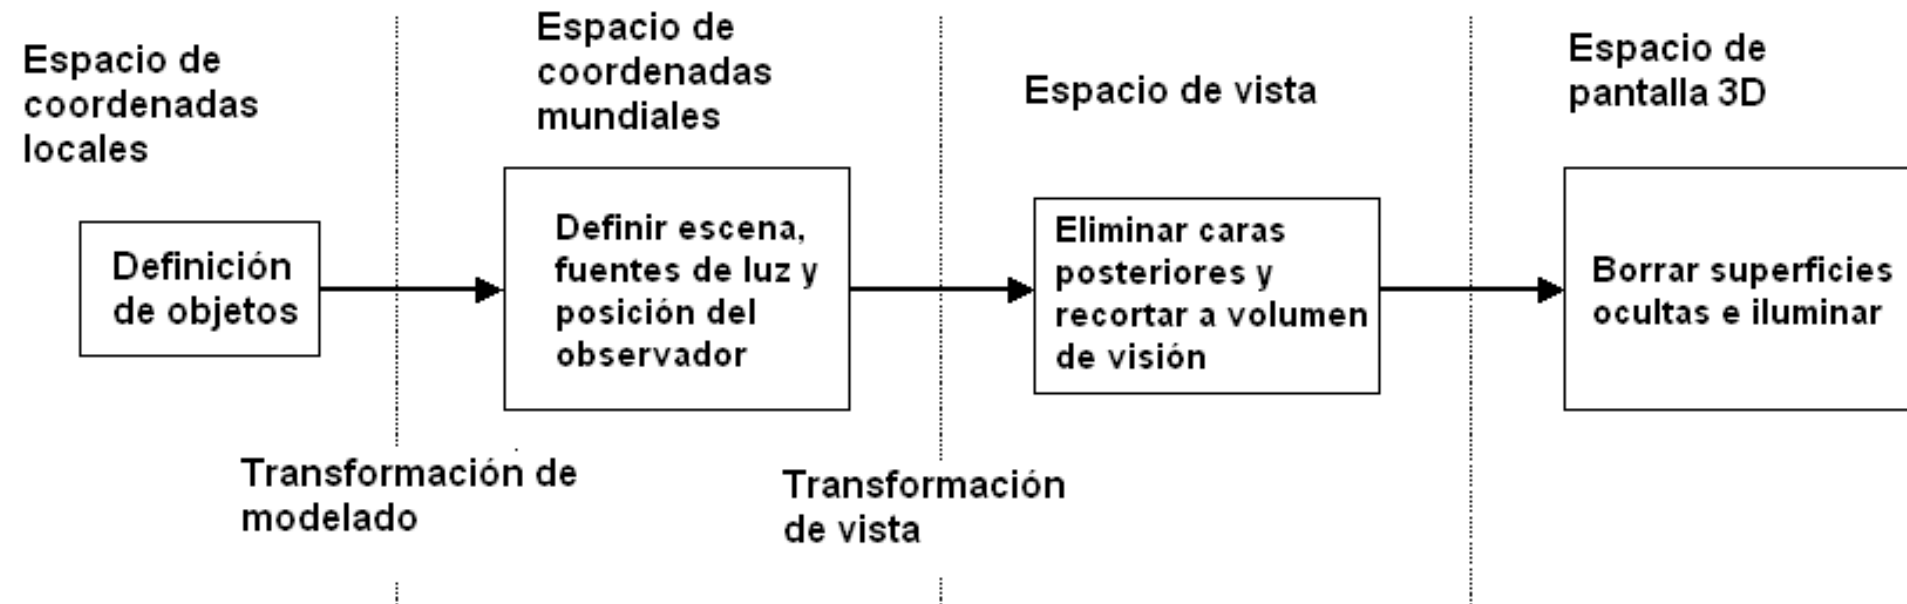 Espacio de
coordenadas
locales
Espacio de
coordenadas
mundiales
Espacio de vista
Espacio de
pantalla 3D
Definición
de objetos
Definir escena,
fuentes de luz y
posición del
observador
Eliminar caras
posteriores y
recortar a volumen
de visión
Borrar superficies
ocultas e iluminar
Transformación de
modelado
Transformación
de vista